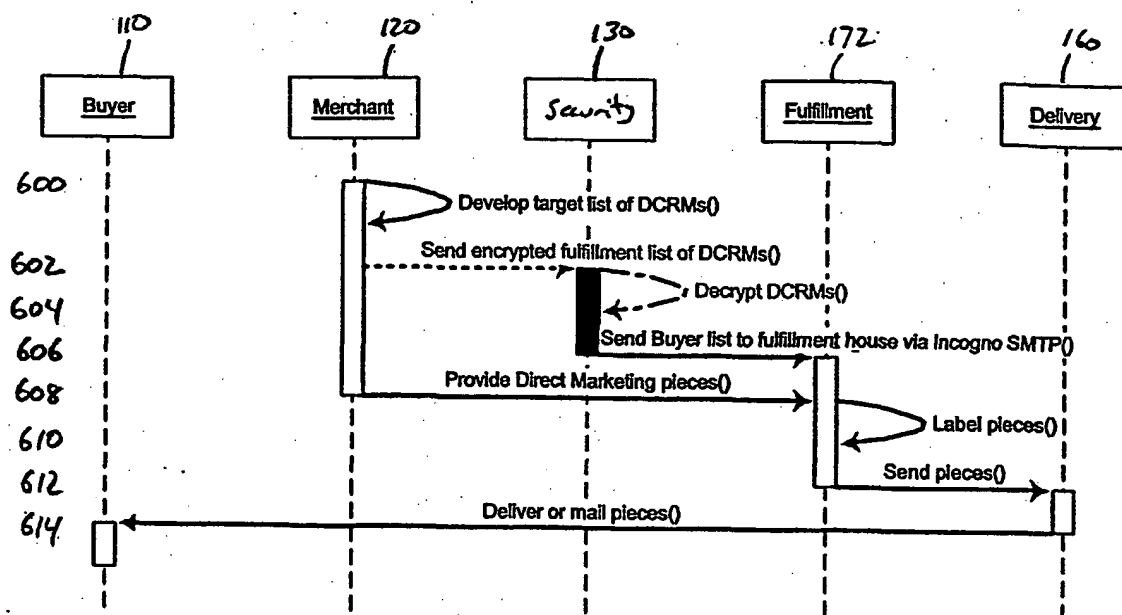 110 120 130 172 160
Buyer Merchant Security Fulfillment Delivery
600
Develop target list of DCRMs()
Send encrypted fulfillment list of DCRMs()
602
Decrypt DCRMs()
604
Send Buyer list to fulfillment house via Incogno SMTP()
606
Provide Direct Marketing pieces()
608
Label pieces()
610
Send pieces()
612
Deliver or mail pieces()
614